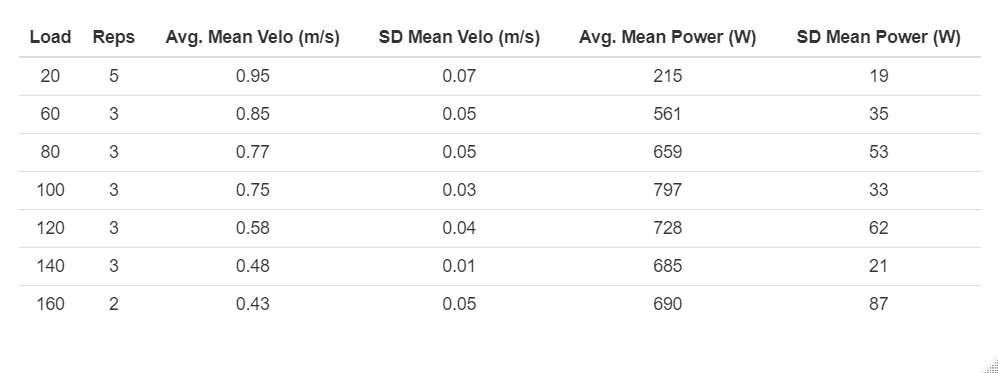 Load Reps Avg. Mean Velo (m/s) SD Mean Velo (m/s) Avg. Mean Power (W) SD Mean Power (W)
20 5 0.95 0.07 215 19
60 3 0.85 0.05 561 35
80 3 0.77 0.05 659 53
100 3 0.75 0.03 797 33
120 3 0.58 0.04 728 62
140 3 0.48 0.01 685 21
160 2 0.43 0.05 690 87